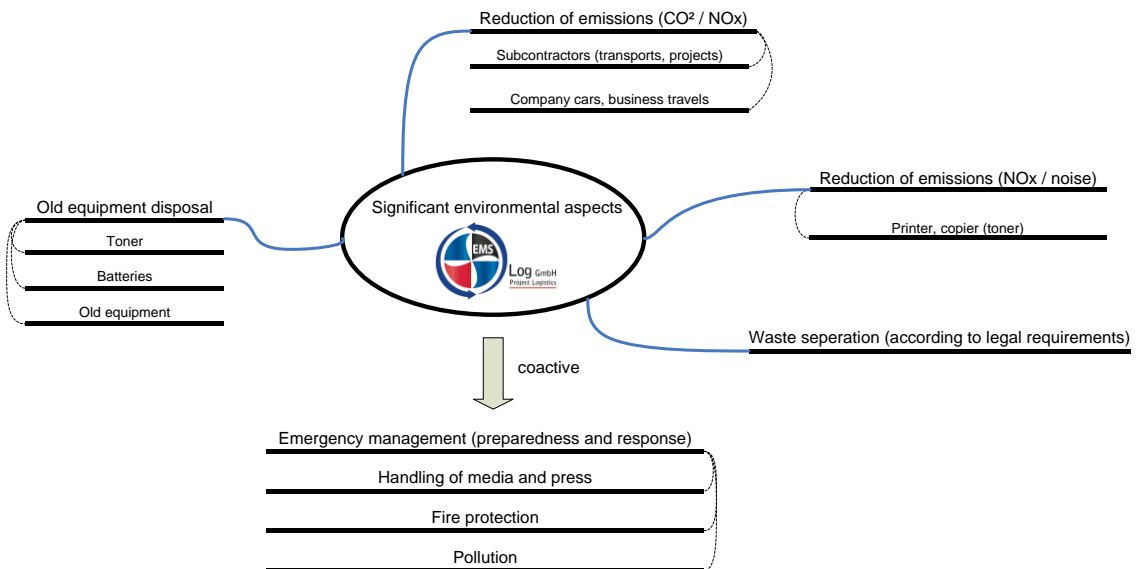 Reduction of emissions (CO² / NOx)
Subcontractors (transports, projects)
Company cars, business travels
Reduction of emissions (NOx / noise)
Printer, copier (toner)
Old equipment disposal
Toner
Batteries
Old equipment
Significant environmental aspects
EMS
Log GmbH
Project Logistics
Waste seperation (according to legal requirements)
coactive
Emergency management (preparedness and response)
Handling of media and press
Fire protection
Pollution